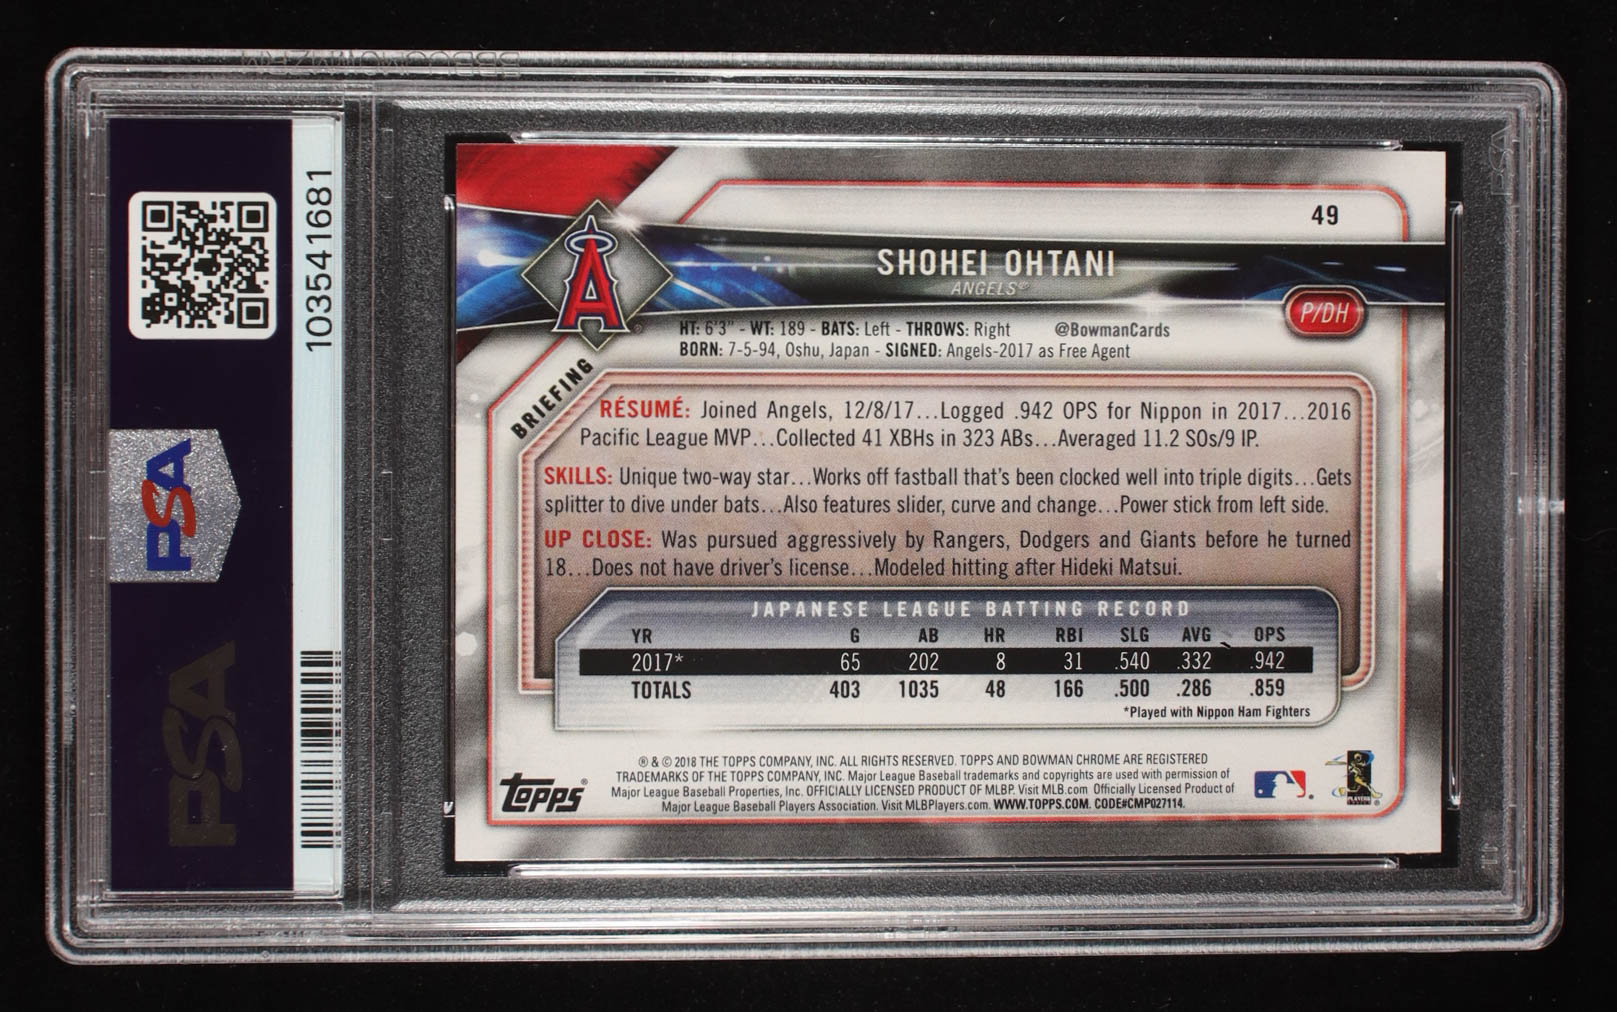 103541681
PSA
PSA
49
SHOHEI OHTANI
ANGELS®
A
P/DH
HT: 6'3" - WT: 189 - BATS: Left - THROWS: Right @BowmanCards
BORN: 7-5-94, Oshu, Japan - SIGNED: Angels-2017 as Free Agent
BRIEFING
RÉSUMÉ: Joined Angels, 12/8/17...Logged .942 OPS for Nippon in 2017...2016
Pacific League MVP...Collected 41 XBHs in 323 ABs...Averaged 11.2 SOs/9 IP.
SKILLS: Unique two-way star...Works off fastball that's been clocked well into triple digits...Gets
splitter to dive under bats...Also features slider, curve and change...Power stick from left side.
UP CLOSE: Was pursued aggressively by Rangers, Dodgers and Giants before he turned
18...Does not have driver's license...Modeled hitting after Hideki Matsui.
JAPANESE LEAGUE BATTING RECORD
YR G AB HR RBI SLG AVG OPS
2017* 65 202 8 31 .540 .332 .942
TOTALS 403 1035 48 166 .500 .286 .859
*Played with Nippon Ham Fighters
® & © 2018 THE TOPPS COMPANY, INC. ALL RIGHTS RESERVED. TOPPS AND BOWMAN CHROME ARE REGISTERED
TRADEMARKS OF THE TOPPS COMPANY, INC. Major League Baseball trademarks and copyrights are used with permission of
Major League Baseball Properties, Inc. OFFICIALLY LICENSED PRODUCT OF MLBP. Visit MLB.com Officially Licensed Product of
Major League Baseball Players Association. Visit MLBPlayers.com. WWW.TOPPS.COM. CODE#CMP027114.
Topps®